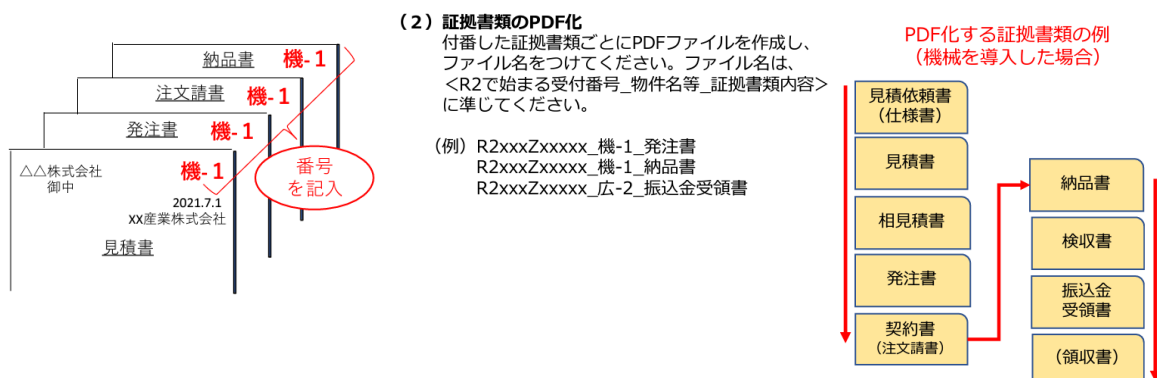 納品書 機-1
注文請書 機-1
発注書 機-1
機-1
△△株式会社
御中
2021.7.1
XX産業株式会社
見積書
番号
を記入
（２）証拠書類のPDF化
付番した証拠書類ごとにPDFファイルを作成し、
ファイル名をつけてください。ファイル名は、
＜R2で始まる受付番号_物件名等_証拠書類内容＞
に準じてください。
（例）R2xxxZxxxxx_機-1_発注書
R2xxxZxxxxx_機-1_納品書
R2xxxZxxxxx_広-2_振込金受領書
PDF化する証拠書類の例
（機械を導入した場合）
見積依頼書
（仕様書）
見積書
相見積書
発注書
契約書
（注文請書）
納品書
検収書
振込金
受領書
（領収書）